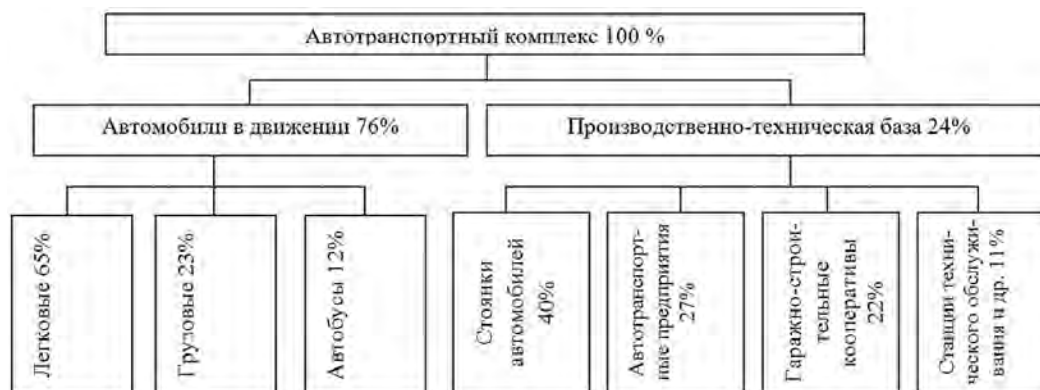 Автотранспортный комплекс 100 %
Автомобили в движении 76%
Производственно-техническая база 24%
Легковые 65%
Грузовые 23%
Автобусы 12%
Стоянки
автомобилей
40%
Автотранспорт-
ные предприятия
27%
Гаражно-строи-
тельные
кооперативы
22%
Станции техни-
ческого обслужи-
вания и др. 11%